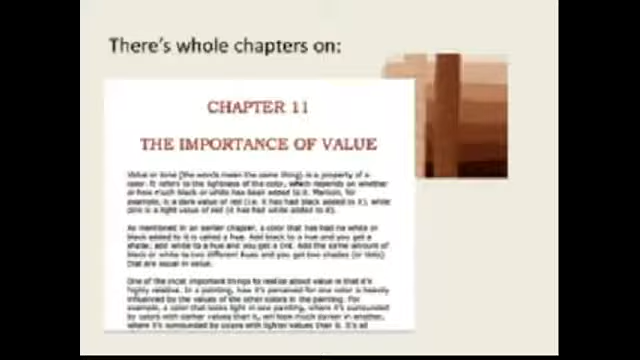 There's whole chapters on:
CHAPTER 11
THE IMPORTANCE OF VALUE
Value or tone (the words mean the same thing) is a property of a
color. It refers to the lightness of the color, which depends on whether
or how much black or white has been added to it. Maroon, for
example, is a dark value of red (i.e. it has had black added to it), while
pink is a light value of red (it has had white added to it).
As mentioned in an earlier chapter, a color that has had no white or
black added to it is called a hue. Add black to a hue and you get a
shade, add white to a hue and you get a tint. Add the same amount of
black or white to two different hues and you get two shades (or tints)
that are equal in value.
One of the most important things to realize about value is that it's
highly relative. In a painting, how it's perceived for one color is heavily
influenced by the values of the other colors in the painting. For
example, a color that looks light in one painting, where it's surrounded
by colors with darker values than it, will look much darker in another,
where it's surrounded by colors with lighter values than it. It's all